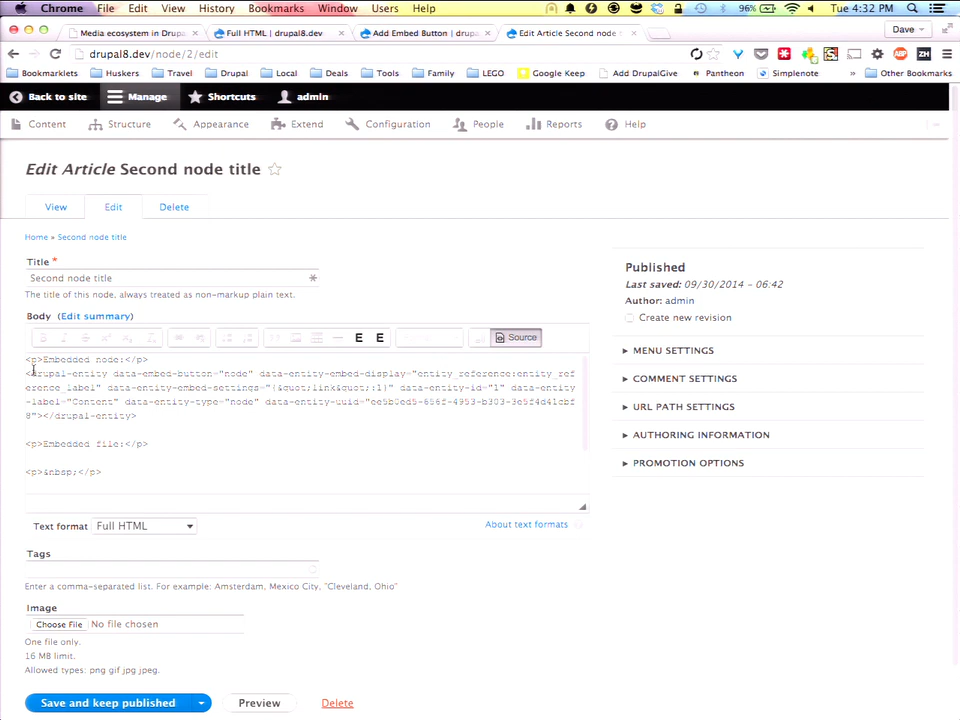 Chrome File Edit View History Bookmarks Window Users Help 96% Tue 4:32 PM
Media ecosystem in Drupa Full HTML | drupal8.dev Add Embed Button | drupa Edit Article Second node Dave
drupal8.dev/node/2/edit
Bookmarklets Huskers Travel Drupal Local Deals Tools Family LEGO Google Keep Add DrupalGive Pantheon Simplenote » Other Bookmarks
Back to site Manage Shortcuts admin
Content Structure Appearance Extend Configuration People Reports Help
Edit Article Second node title
View Edit Delete
Home » Second node title
Title *
Second node title
The title of this node, always treated as non-markup plain text.
Body (Edit summary)
E E Source
<p>Embedded node:</p>
<drupal-entity data-embed-button="node" data-entity-embed-display="entity_reference:entity_ref
erence_label" data-entity-embed-settings="{&quot;link&quot;:1}" data-entity-id="1" data-entity
-label="Content" data-entity-type="node"
8"></drupal-entity>
<p>Embedded file:</p>
<p>&nbsp;</p>
Text format Full HTML About text formats
Tags
Enter a comma-separated list. For example: Amsterdam, Mexico City, "Cleveland, Ohio"
Image
Choose File No file chosen
One file only.
16 MB limit.
Allowed types: png gif jpg jpeg.
Save and keep published Preview Delete
Published
Last saved: 09/30/2014 - 06:42
Author: admin
Create new revision
MENU SETTINGS
COMMENT SETTINGS
URL PATH SETTINGS
AUTHORING INFORMATION
PROMOTION OPTIONS